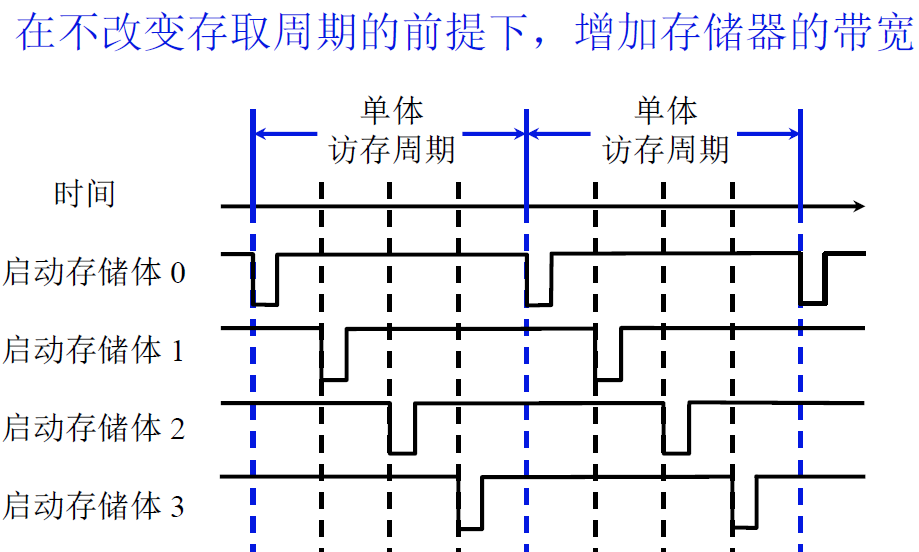 在不改变存取周期的前提下，增加存储器的带宽
单体
访存周期
单体
访存周期
时间
启动存储体 0
启动存储体 1
启动存储体 2
启动存储体 3